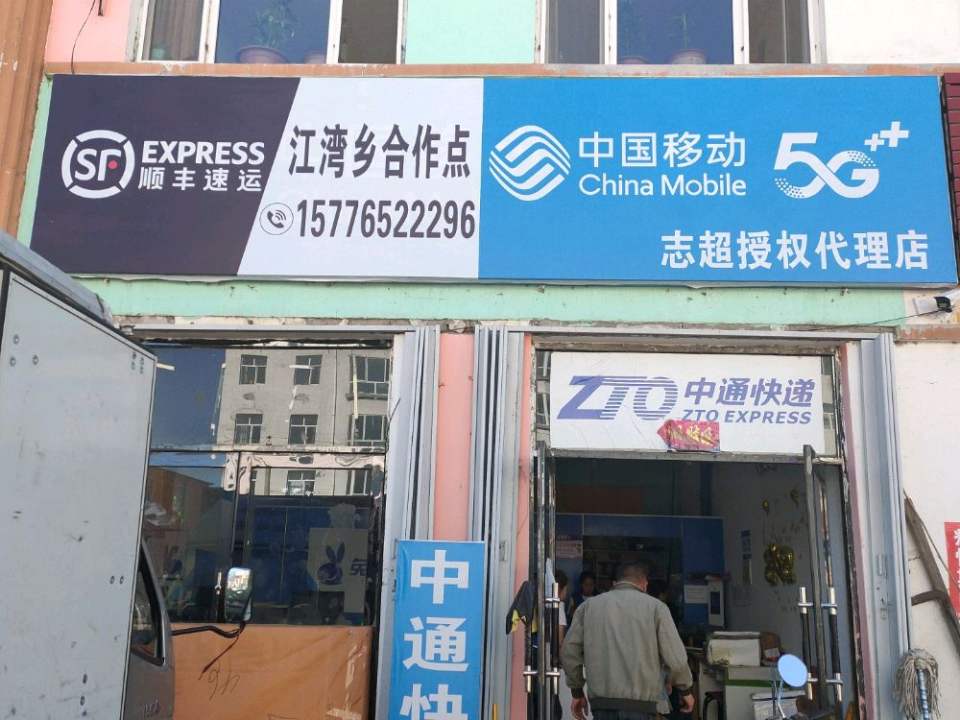 SF EXPRESS
顺丰速运
江湾乡合作点
15776522296
中国移动
China Mobile
5G++
志超授权代理店
ZTO 中通快递
ZTO EXPRESS
中通快